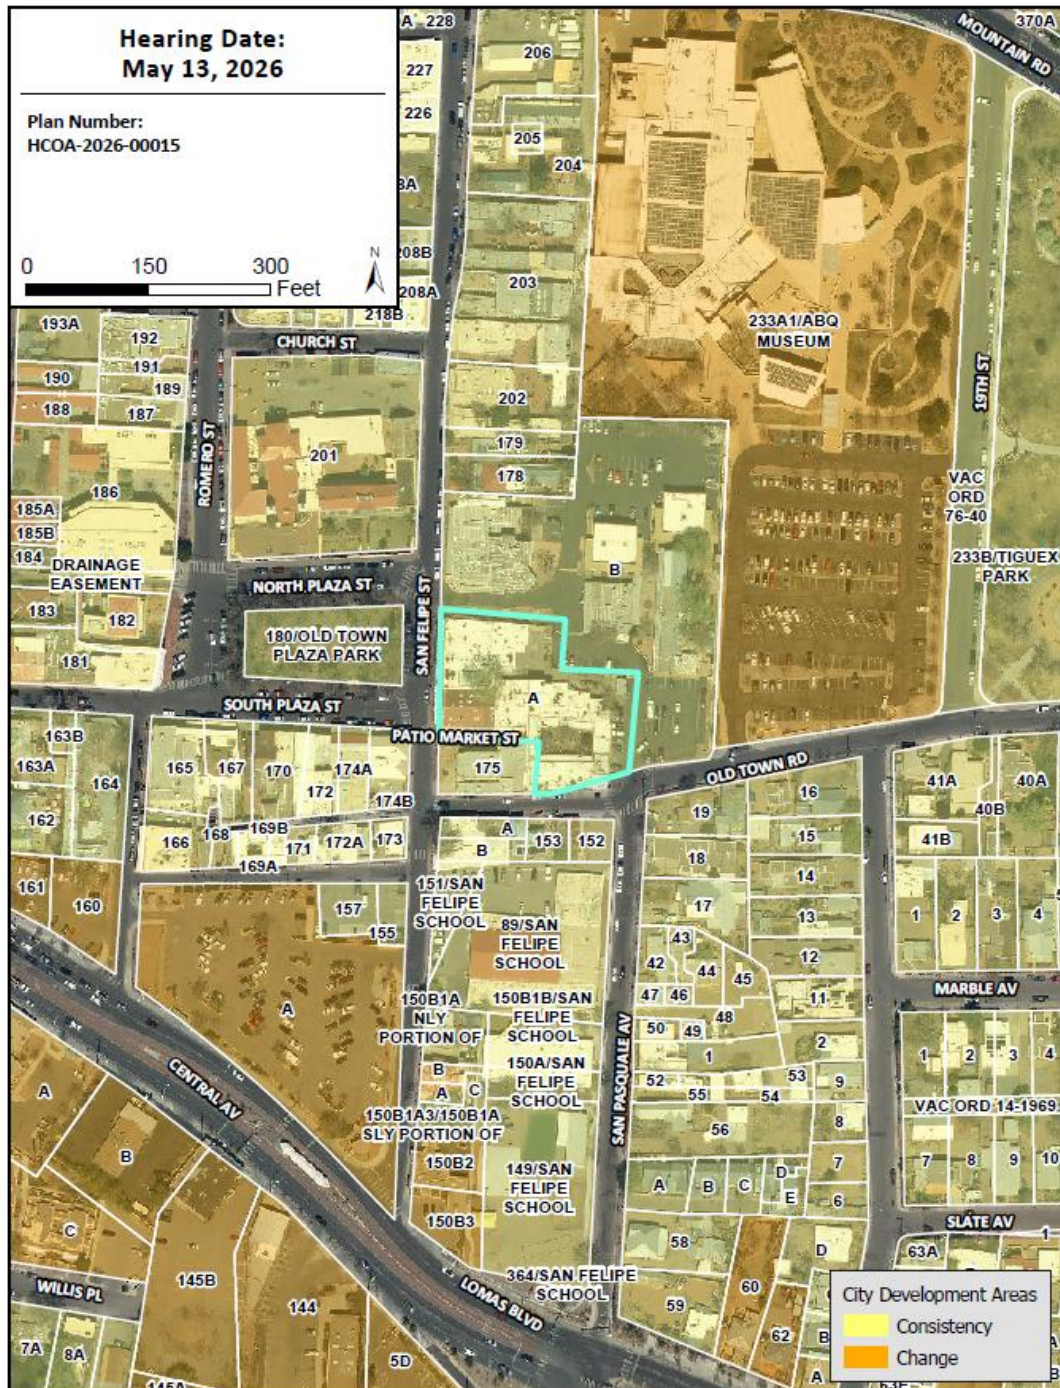 Hearing Date:
May 13, 2026
Plan Number:
HCOA-2026-00015
0 150 300
Feet
N
A 228
227
226
206
205
204
MOUNTAIN RD
370A
208B
208A
218B
203
193A
192
CHURCH ST
191
190
189
188
187
202
179
178
201
ROMERO ST
233A1/ABQ
MUSEUM
19TH ST
186
185A
185B
184
DRAINAGE
EASEMENT
VAC
ORD
76-40
233B/TIGUEX
PARK
B
183
182
181
NORTH PLAZA ST
180/OLD TOWN
PLAZA PARK
SAN FELIPE ST
SOUTH PLAZA ST
A
PATIO MARKET ST
175
OLD TOWN RD
163B
163A
164
162
165
167
170
174A
172
174B
166
168
169B
171
172A
173
169A
A
B
153
152
19
16
18
15
14
17
13
12
41A
40A
40B
41B
161
160
157
155
151/SAN
FELIPE
SCHOOL
89/SAN
FELIPE
SCHOOL
1
2
3
4
43
42
44
45
47
46
48
11
50
49
1
2
MARBLE AV
A
150B1A
NLY
PORTION OF
150B1B/SAN
FELIPE
SCHOOL
150A/SAN
FELIPE
SCHOOL
B
A
C
150B1A3/150B1A
SLY PORTION OF
SAN PASQUALE AV
52
55
54
53
9
8
56
1
2
3
4
VAC ORD 14-1969
CENTRAL AV
A
B
C
150B2
150B3
149/SAN
FELIPE
SCHOOL
A
B
C
D
E
7
6
7
8
9
10
SLATE AV
1
58
D
63A
145B
WILLIS PL
364/SAN FELIPE
SCHOOL
LOMAS BLVD
59
60
62
144
7A
8A
5D
145A
B
A
City Development Areas
Consistency
Change